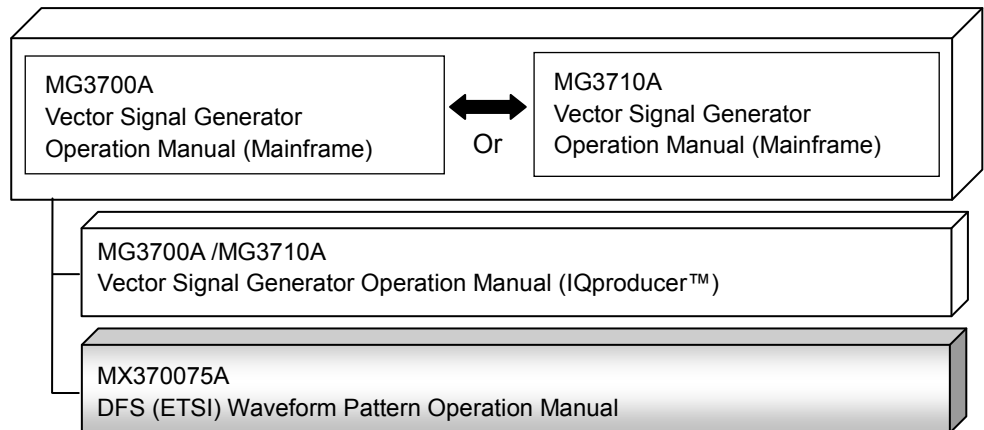 MG3700A
Vector Signal Generator
Operation Manual (Mainframe)
Or
MG3710A
Vector Signal Generator
Operation Manual (Mainframe)
MG3700A /MG3710A
Vector Signal Generator Operation Manual (IQproducer™)
MX370075A
DFS (ETSI) Waveform Pattern Operation Manual